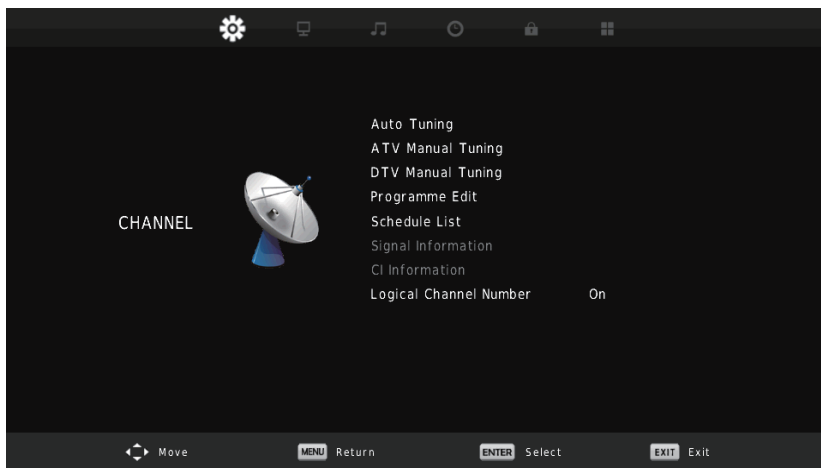 Auto Tuning
ATV Manual Tuning
DTV Manual Tuning
Programme Edit
CHANNEL
Schedule List
Signal Information
CI Information
Logical Channel Number On
Move MENU Return ENTER Select EXIT Exit